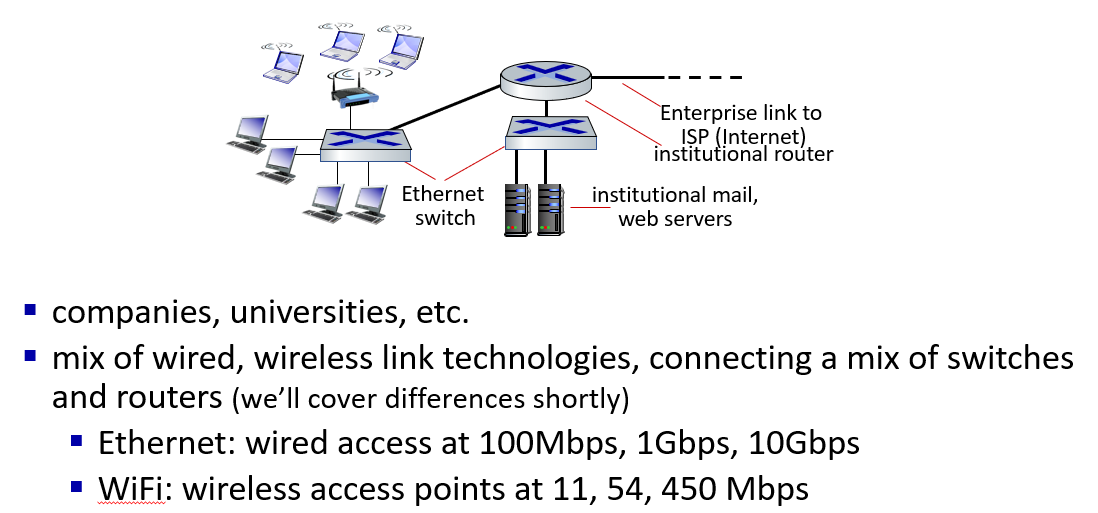 Enterprise link to
ISP (Internet)
institutional router
Ethernet
switch
institutional mail,
web servers
companies, universities, etc.
mix of wired, wireless link technologies, connecting a mix of switches
and routers (we’ll cover differences shortly)
Ethernet: wired access at 100Mbps, 1Gbps, 10Gbps
WiFi: wireless access points at 11, 54, 450 Mbps